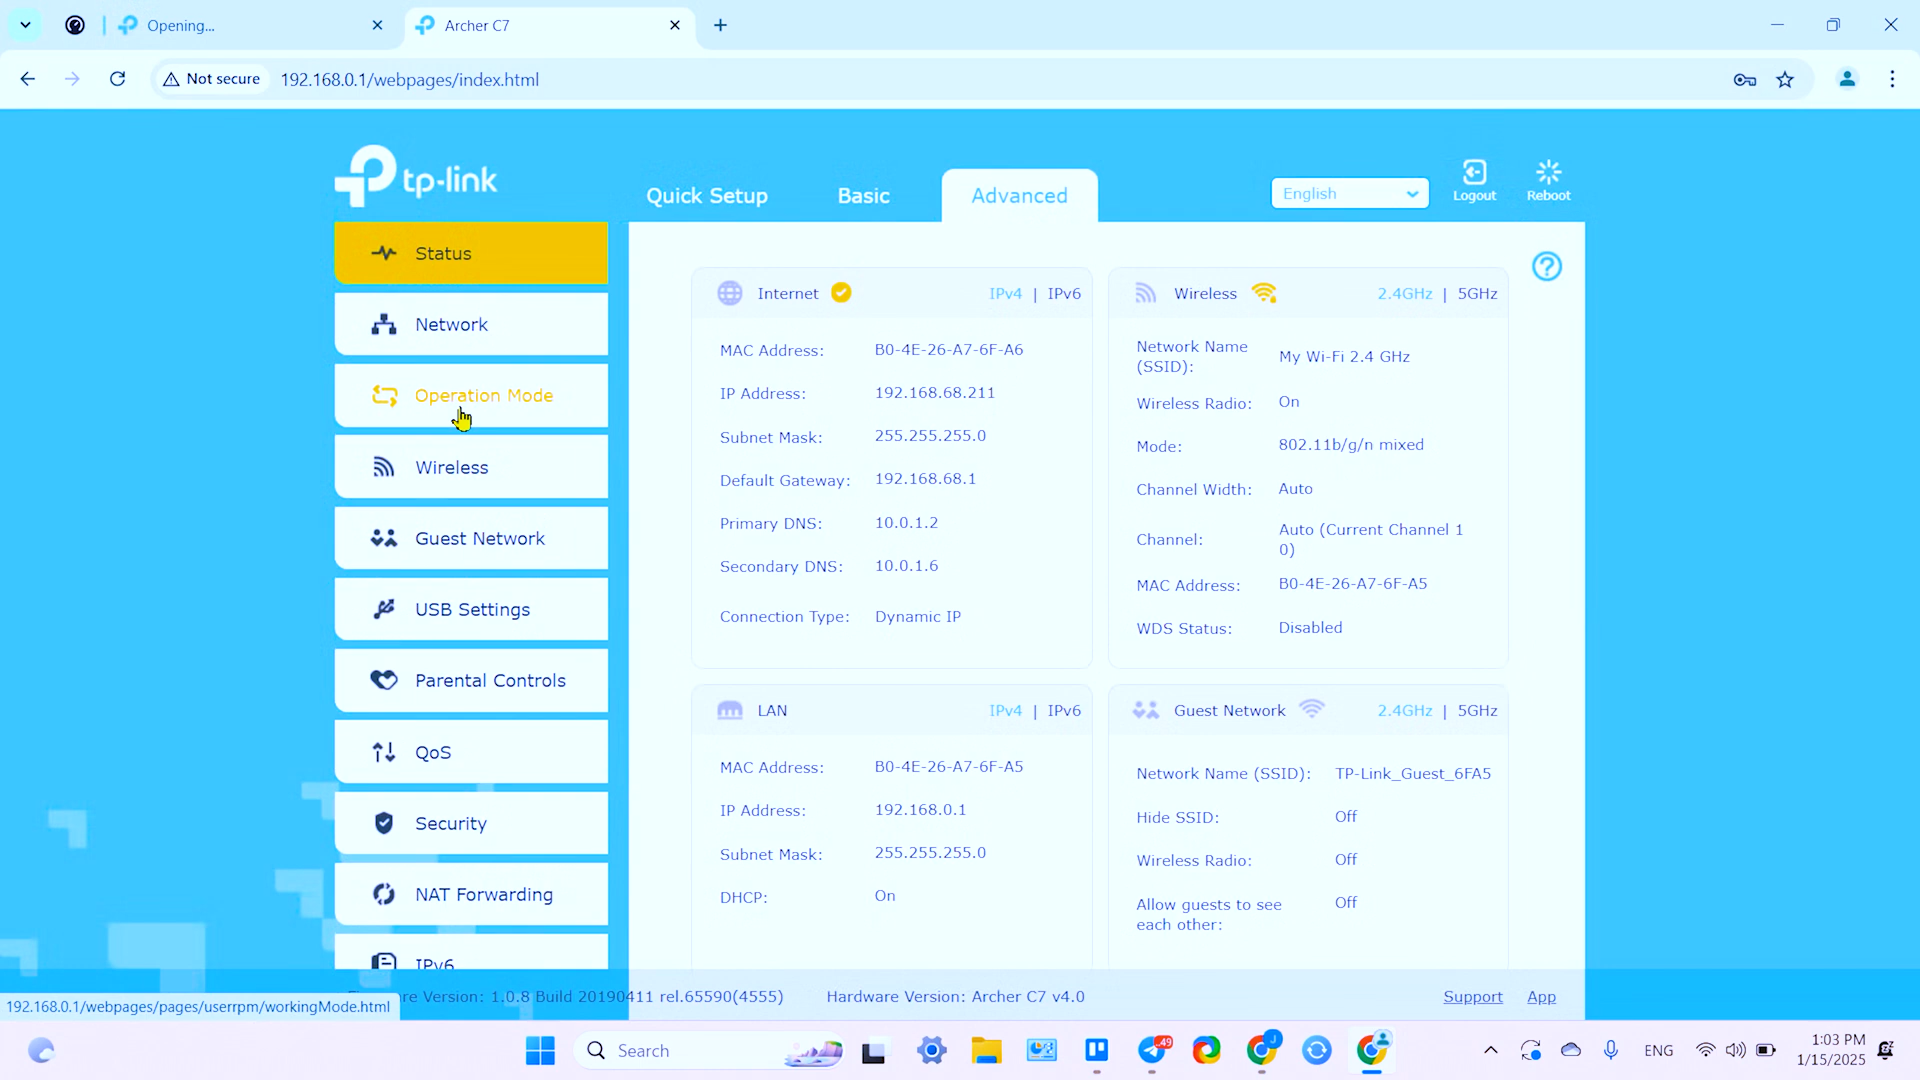 Opening...
Archer C7
Not secure
192.168.0.1/webpages/index.html
tp-link
Quick Setup
Basic
Advanced
English
Logout
Reboot
Status
Network
Operation Mode
Wireless
Guest Network
USB Settings
Parental Controls
QoS
Security
NAT Forwarding
IPv6
Internet
IPv4 | IPv6
MAC Address: B0-4E-26-A7-6F-A6
IP Address: 192.168.68.211
Subnet Mask: 255.255.255.0
Default Gateway: 192.168.68.1
Primary DNS: 10.0.1.2
Secondary DNS: 10.0.1.6
Connection Type: Dynamic IP
Wireless
2.4GHz | 5GHz
Network Name
(SSID):
My Wi-Fi 2.4 GHz
Wireless Radio: On
Mode: 802.11b/g/n mixed
Channel Width: Auto
Channel:
Auto (Current Channel 1
0)
MAC Address: B0-4E-26-A7-6F-A5
WDS Status: Disabled
LAN
IPv4 | IPv6
MAC Address: B0-4E-26-A7-6F-A5
IP Address: 192.168.0.1
Subnet Mask: 255.255.255.0
DHCP: On
Guest Network
2.4GHz | 5GHz
Network Name (SSID): TP-Link_Guest_6FA5
Hide SSID: Off
Wireless Radio: Off
Allow guests to see
each other:
Off
192.168.0.1/webpages/pages/userrpm/workingMode.html
re Version: 1.0.8 Build 20190411 rel.65590(4555)
Hardware Version: Archer C7 v4.0
Support
App
Search
49
J
ENG
1:03 PM
1/15/2025